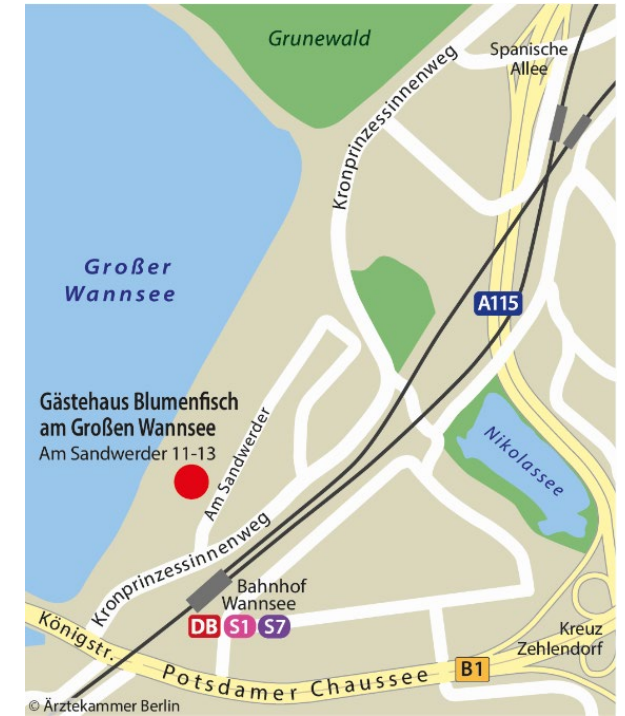 Grunewald
Spanische
Allee
Kronprinzessinnenweg
Großer
Wannsee
A115
Gästehaus Blumenfisch
am Großen Wannsee
Am Sandwerder 11-13
Am Sandwerder
Nikolassee
Kronprinzessinnenweg
Bahnhof
Wannsee
DB S1 S7
Königstr.
Potsdamer Chaussee
B1
Kreuz
Zehlendorf
© Ärztekammer Berlin